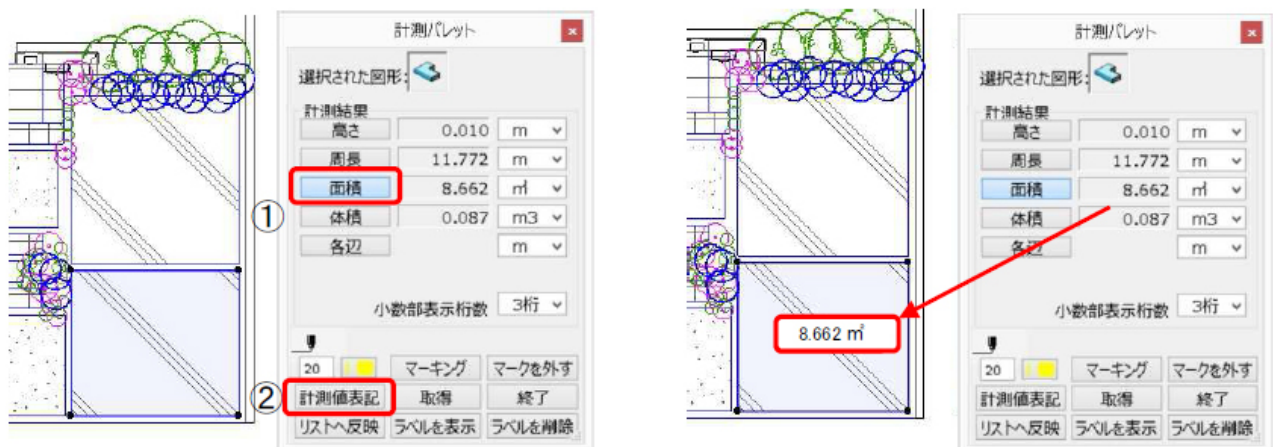 計測パレット
選択された図形:
計測結果
高さ 0.010 m
周長 11.772 m
① 面積 8.662 ㎡
体積 0.087 m3
各辺 m
小数部表示桁数 3桁
20 マーキング マークを外す
② 計測値表記 取得 終了
リストへ反映 ラベルを表示 ラベルを削除
計測パレット
選択された図形:
計測結果
高さ 0.010 m
周長 11.772 m
面積 8.662 ㎡
体積 0.087 m3
各辺 m
小数部表示桁数 3桁
8.662 ㎡
20 マーキング マークを外す
計測値表記 取得 終了
リストへ反映 ラベルを表示 ラベルを削除